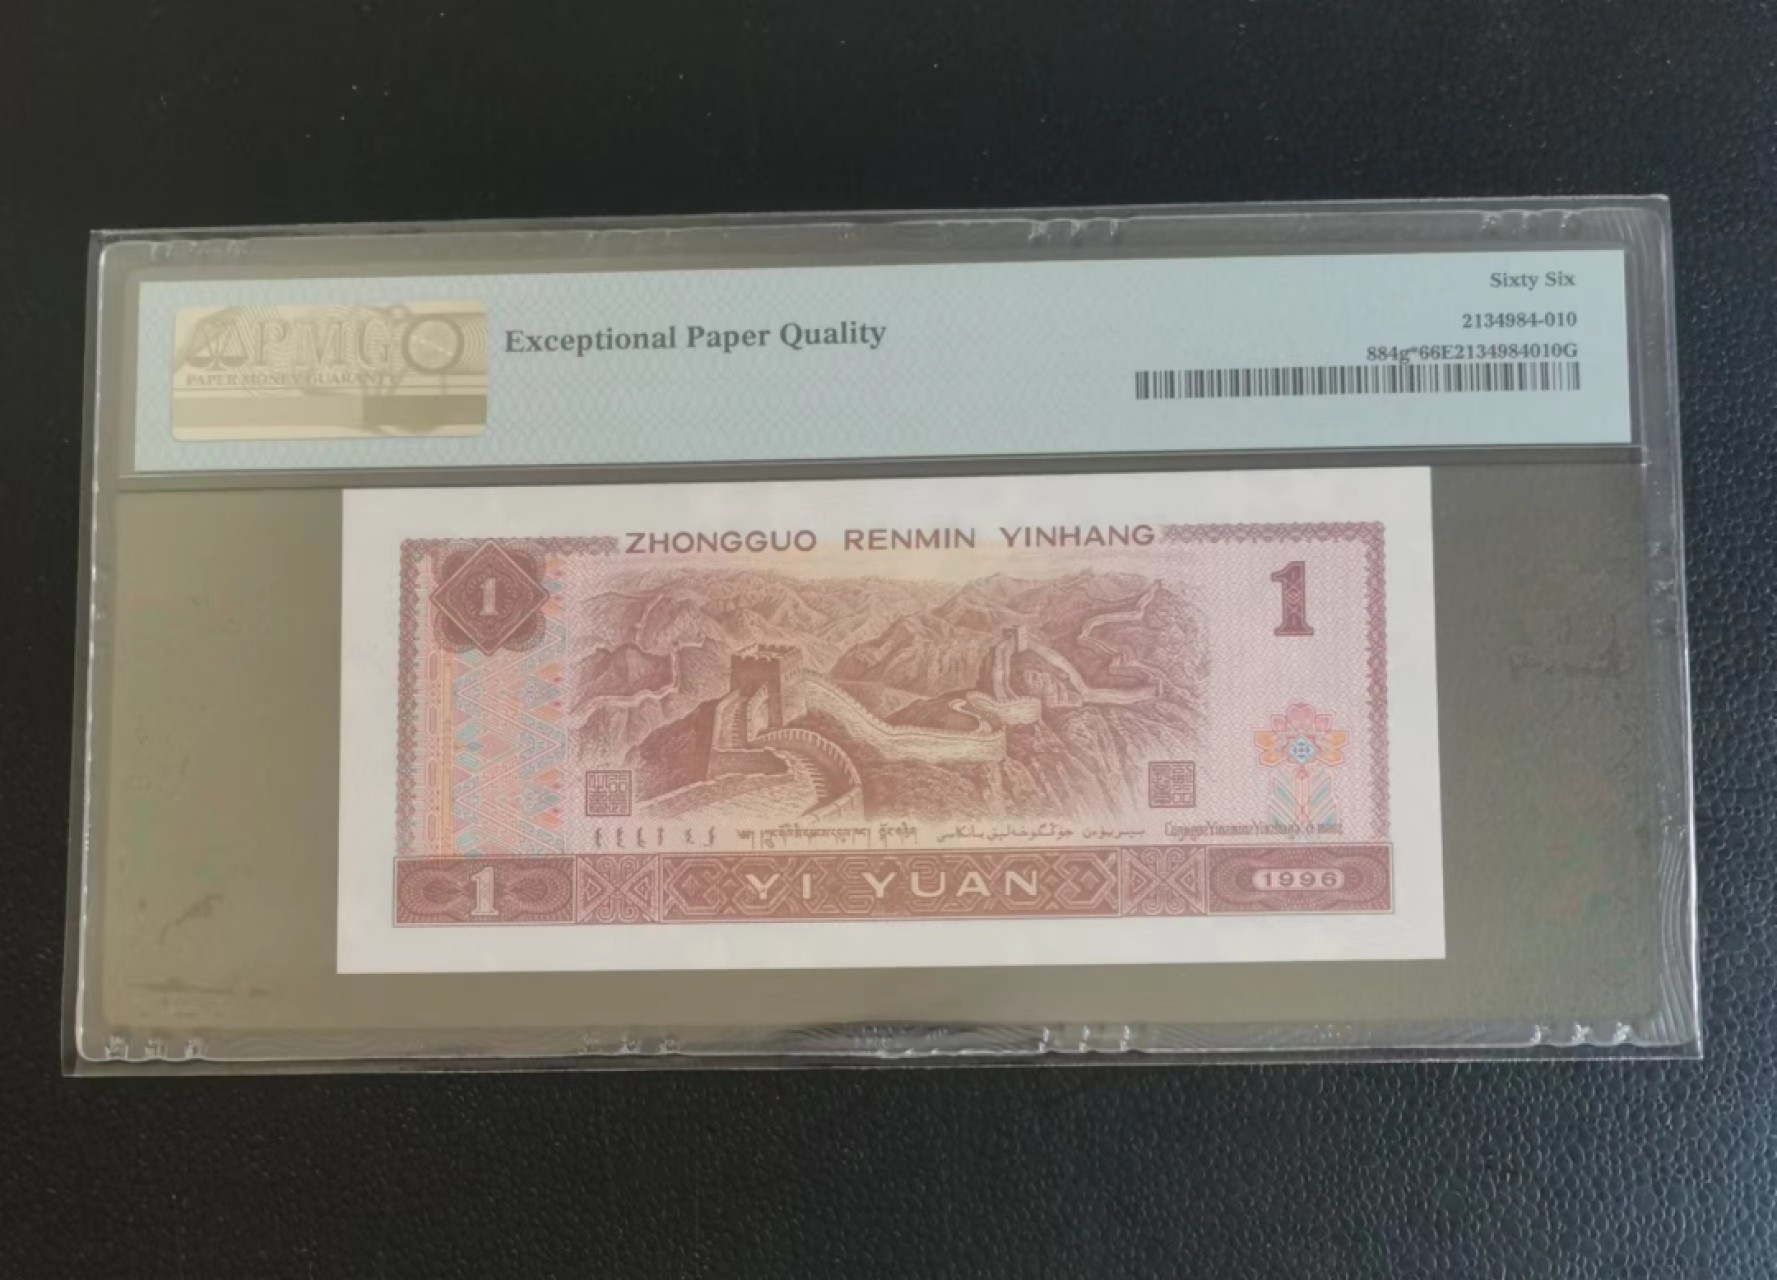 Sixty Six
PMG
PAPER MONEY GUARANTY
Exceptional Paper Quality
2134984-010
884g*66E2134984010G
ZHONGGUO RENMIN YINHANG
1
1
1
YI YUAN
1996